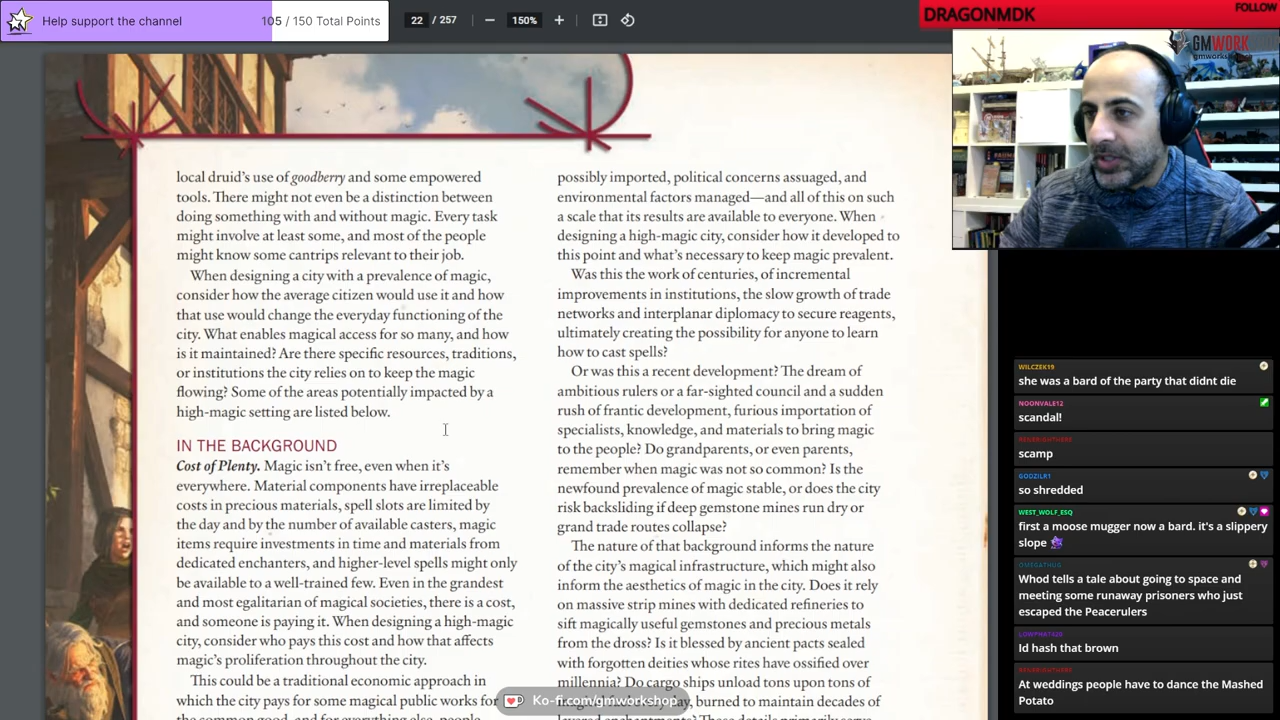 Help support the channel
105 / 150 Total Points
22 / 257
150%
DRAGONMDK
FOLLOW
GMWORK
local druid's use of goodberry and some empowered
tools. There might not even be a distinction between
doing something with and without magic. Every task
might involve at least some, and most of the people
might know some cantrips relevant to their job.
When designing a city with a prevalence of magic,
consider how the average citizen would use it and how
that use would change the everyday functioning of the
city. What enables magical access for so many, and how
is it maintained? Are there specific resources, traditions,
or institutions the city relies on to keep the magic
flowing? Some of the areas potentially impacted by a
high-magic setting are listed below.
IN THE BACKGROUND
Cost of Plenty. Magic isn't free, even when it's
everywhere. Material components have irreplaceable
costs in precious materials, spell slots are limited by
the day and by the number of available casters, magic
items require investments in time and materials from
dedicated enchanters, and higher-level spells might only
be available to a well-trained few. Even in the grandest
and most egalitarian of magical societies, there is a cost,
and someone is paying it. When designing a high-magic
city, consider who pays this cost and how that affects
magic's proliferation throughout the city.
This could be a traditional economic approach in
which the city pays for some magical public works for
the common good, and for everything else, people
possibly imported, political concerns assuaged, and
environmental factors managed—and all of this on such
a scale that its results are available to everyone. When
designing a high-magic city, consider how it developed to
this point and what's necessary to keep magic prevalent.
Was this the work of centuries, of incremental
improvements in institutions, the slow growth of trade
networks and interplanar diplomacy to secure reagents,
ultimately creating the possibility for anyone to learn
how to cast spells?
Or was this a recent development? The dream of
ambitious rulers or a far-sighted council and a sudden
rush of frantic development, furious importation of
specialists, knowledge, and materials to bring magic
to the people? Do grandparents, or even parents,
remember when magic was not so common? Is the
newfound prevalence of magic stable, or does the city
risk backsliding if deep gemstone mines run dry or
grand trade routes collapse?
The nature of that background informs the nature
of the city's magical infrastructure, which might also
inform the aesthetics of magic in the city. Does it rely
on massive strip mines with dedicated refineries to
sift magically useful gemstones and precious metals
from the dross? Is it blessed by ancient pacts sealed
with forgotten deities whose rites have ossified over
millennia? Do cargo ships unload tons upon tons of
burned to maintain decades of
Ko-fi.com/gmworkshop
WILCZEK19
she was a bard of the party that didnt die
NOONVALE12
scandal!
scamp
GODZILR1
so shredded
WEST_WOLF_ESQ
first a moose mugger now a bard. it's a slippery
slope
OMEGATHUG
Whod tells a tale about going to space and
meeting some runaway prisoners who just
escaped the Peacerulers
LOWPHAT420
Id hash that brown
At weddings people have to dance the Mashed
Potato